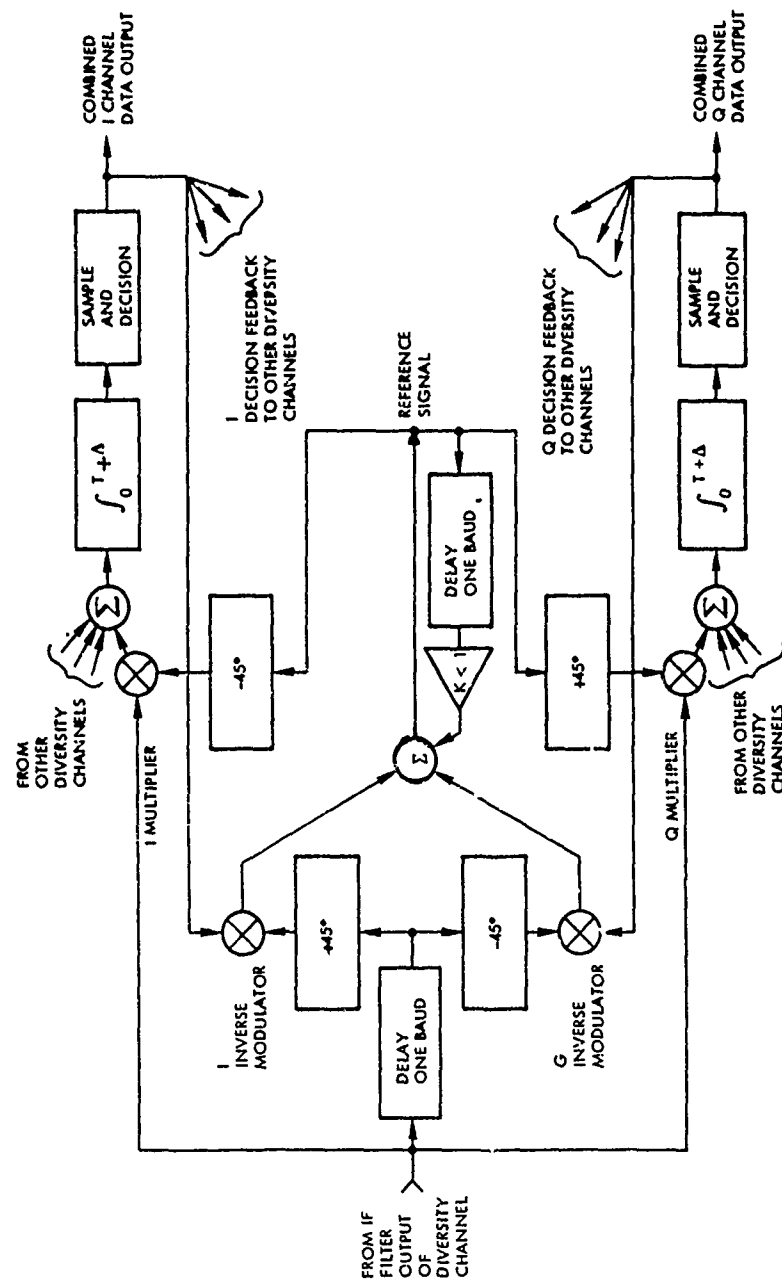 FROM IF
FILTER
OUTPUT
OF
DIVERSITY
CHANNEL
DELAY
ONE BAUD
I
INVERSE
MODULATOR
+45°
-45°
G
INVERSE
MODULATOR
I MULTIPLIER
Q MULTIPLIER
FROM
OTHER
DIVERSITY
CHANNELS
Σ
-45°
Σ
K < 1
DELAY
ONE BAUD
+45°
Σ
FROM OTHER
DIVERSITY
CHANNELS
∫₀ T+Δ
SAMPLE
AND
DECISION
I
DECISION FEEDBACK
TO OTHER DIVERSITY
CHANNELS
REFERENCE
SIGNAL
Q DECISION FEEDBACK
TO OTHER DIVERSITY
CHANNELS
∫₀ T+Δ
SAMPLE
AND
DECISION
COMBINED
I CHANNEL
DATA OUTPUT
COMBINED
Q CHANNEL
DATA OUTPUT